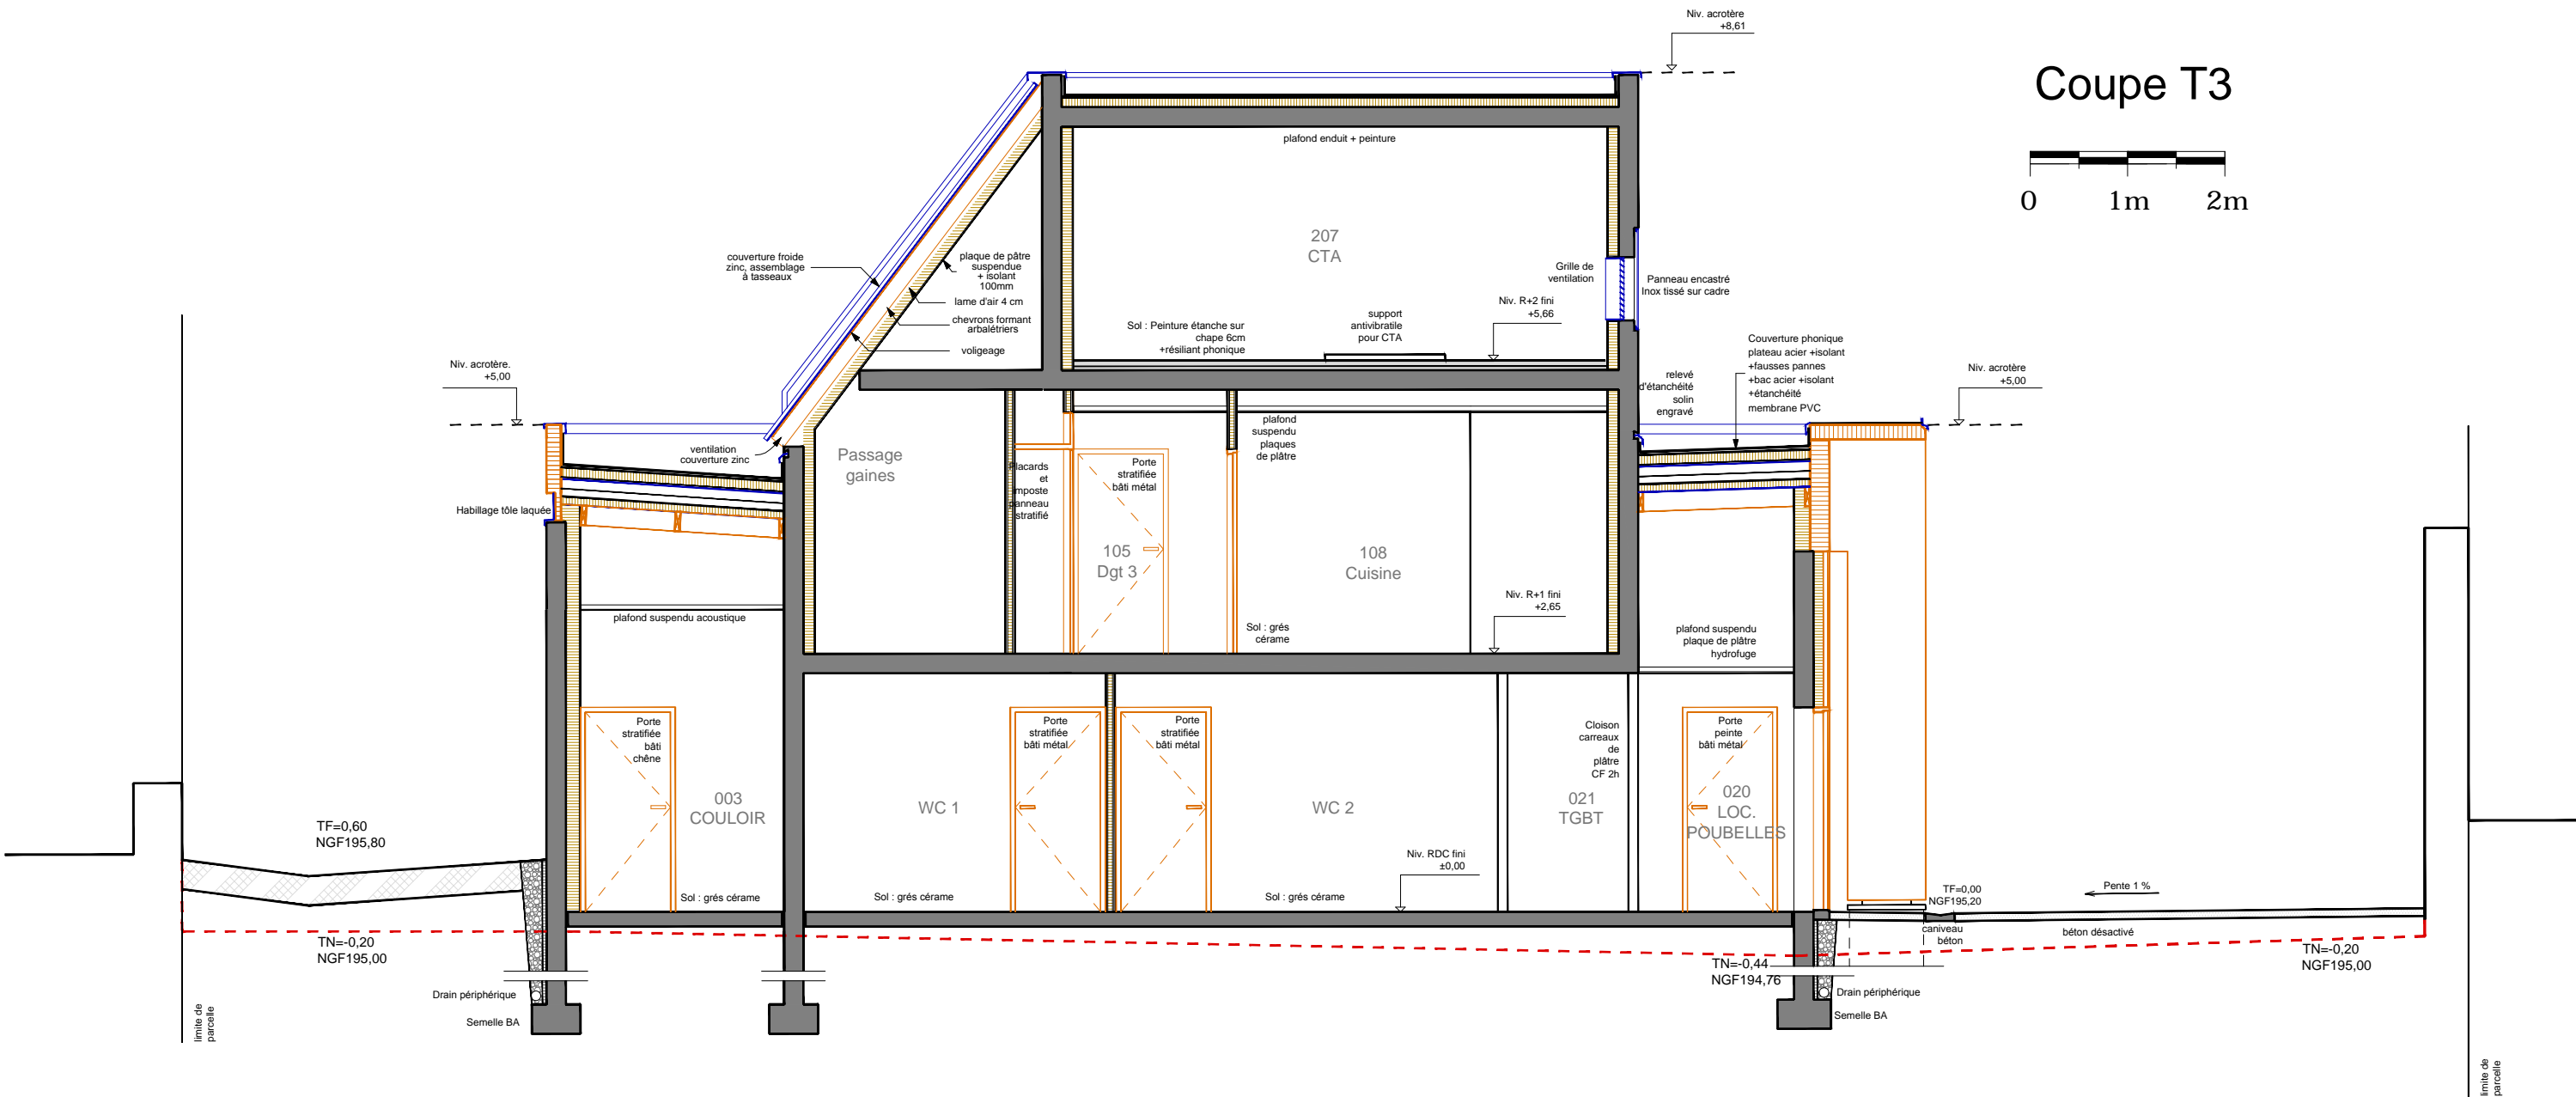 Niv. acrotère
+8,61
Coupe T3
0 1m 2m
plafond enduit + peinture
207
CTA
couverture froide
zinc, assemblage
à tasseaux
plaque de pâtre
suspendue
+ isolant
100mm
lame d'air 4 cm
chevrons formant
arbalétriers
voligeage
Grille de
ventilation
Panneau encastré
Inox tissé sur cadre
Niv. R+2 fini
+5,66
Sol : Peinture étanche sur
chape 6cm
+résiliant phonique
support
antivibratile
pour CTA
Couverture phonique
plateau acier +isolant
+fausses pannes
+bac acier +isolant
+étanchéité
membrane PVC
relevé
d'étanchéité
solin
engravé
Niv. acrotère.
+5,00
Niv. acrotère
+5,00
ventilation
couverture zinc
Passage
gaines
Placards
et
imposte
panneau
stratifié
Porte
stratifiée
bâti métal
plafond
suspendu
plaques
de plâtre
105
Dgt 3
108
Cuisine
Habillage tôle laquée
Niv. R+1 fini
+2,65
Sol : grés
cérame
plafond suspendu acoustique
plafond suspendu
plaque de plâtre
hydrofuge
Porte
stratifiée
bâti
chêne
Porte
stratifiée
bâti métal
Porte
stratifiée
bâti métal
Cloison
carreaux
de
plâtre
CF 2h
Porte
peinte
bâti métal
003
COULOIR
WC 1
WC 2
021
TGBT
020
LOC.
POUBELLES
TF=0,60
NGF195,80
Niv. RDC fini
±0,00
Sol : grés cérame
Sol : grés cérame
Sol : grés cérame
TF=0,00
NGF195,20
Pente 1 %
caniveau
béton
béton désactivé
TN=-0,20
NGF195,00
TN=-0,44
NGF194,76
TN=-0,20
NGF195,00
Drain périphérique
Semelle BA
Drain périphérique
Semelle BA
limite de
parcelle
limite de
parcelle